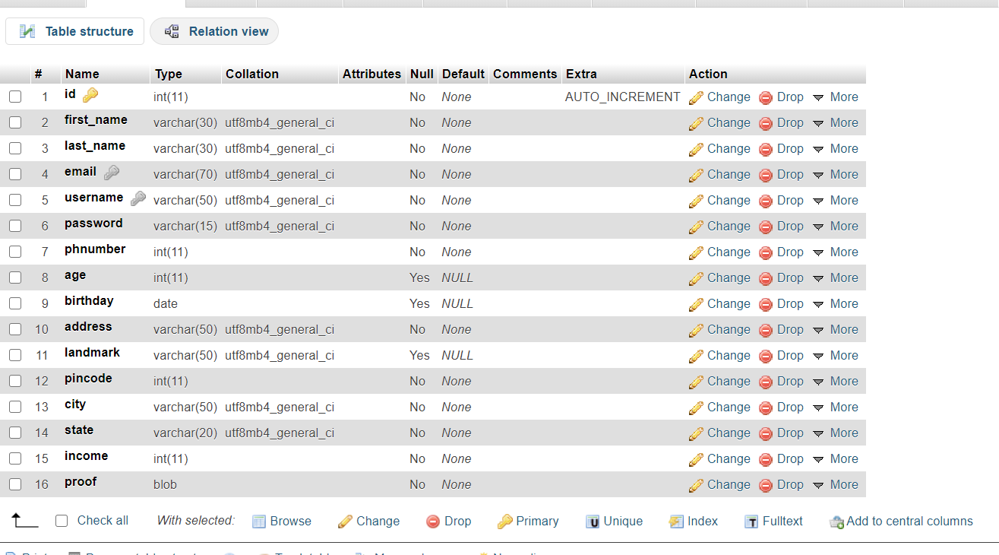 Table structure Relation view
# Name Type Collation Attributes Null Default Comments Extra Action
1 id int(11) No None AUTO_INCREMENT Change Drop More
2 first_name varchar(30) utf8mb4_general_ci No None Change Drop More
3 last_name varchar(30) utf8mb4_general_ci No None Change Drop More
4 email varchar(70) utf8mb4_general_ci No None Change Drop More
5 username varchar(50) utf8mb4_general_ci No None Change Drop More
6 password varchar(15) utf8mb4_general_ci No None Change Drop More
7 phnumber int(11) No None Change Drop More
8 age int(11) Yes NULL Change Drop More
9 birthday date Yes NULL Change Drop More
10 address varchar(50) utf8mb4_general_ci No None Change Drop More
11 landmark varchar(50) utf8mb4_general_ci Yes NULL Change Drop More
12 pincode int(11) No None Change Drop More
13 city varchar(50) utf8mb4_general_ci No None Change Drop More
14 state varchar(20) utf8mb4_general_ci No None Change Drop More
15 income int(11) No None Change Drop More
16 proof blob No None Change Drop More
Check all With selected: Browse Change Drop Primary Unique Index Fulltext Add to central columns